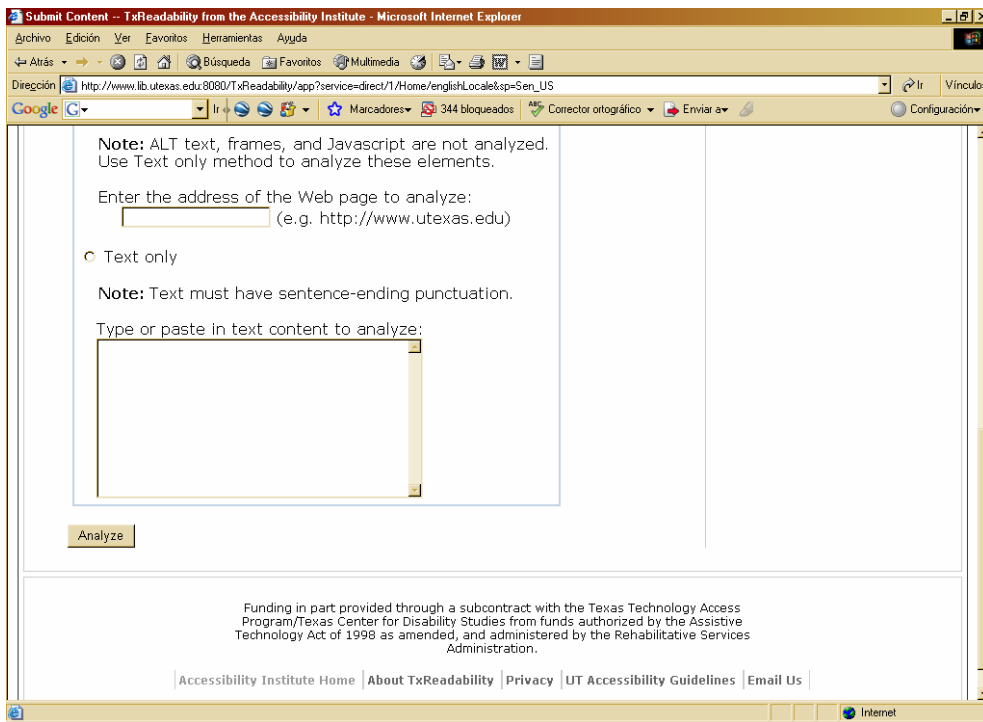 Submit Content -- TxReadability from the Accessibility Institute - Microsoft Internet Explorer
Archivo Edición Ver Favoritos Herramientas Ayuda
Atrás Búsqueda Favoritos Multimedia
Dirección http://www.lib.utexas.edu:8080/TxReadability/app?service=direct/1/Home/englishLocale&sp=Sen_US Ir Vínculo
Google G Ir Marcadores 344 bloqueados ABC Corrector ortográfico Enviar a Configuración
Note: ALT text, frames, and Javascript are not analyzed.
Use Text only method to analyze these elements.
Enter the address of the Web page to analyze:
(e.g. http://www.utexas.edu)
Text only
Note: Text must have sentence-ending punctuation.
Type or paste in text content to analyze:
Analyze
Funding in part provided through a subcontract with the Texas Technology Access
Program/Texas Center for Disability Studies from funds authorized by the Assistive
Technology Act of 1998 as amended, and administered by the Rehabilitative Services
Administration.
Accessibility Institute Home | About TxReadability | Privacy | UT Accessibility Guidelines | Email Us
Internet